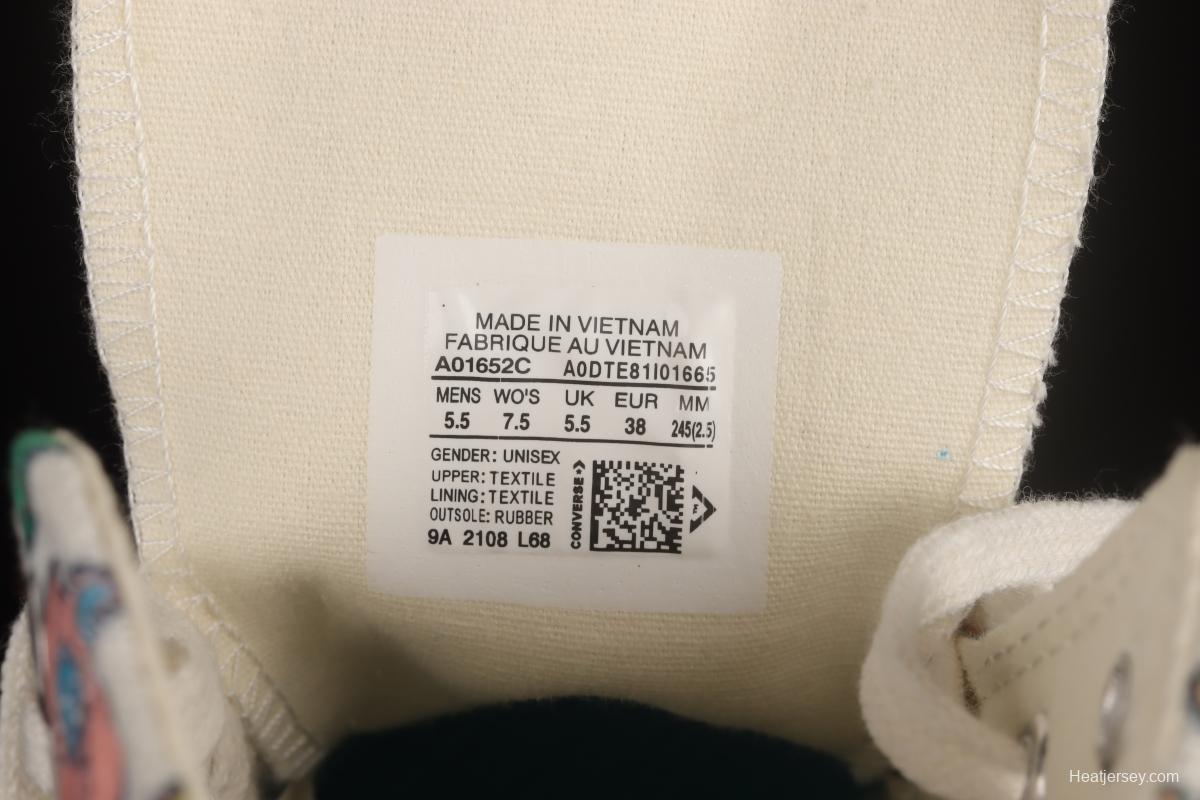 MADE IN VIETNAM
FABRIQUE AU VIETNAM
A01652C A0DTE81I01665
MENS WO'S UK EUR MM
5.5 7.5 5.5 38 245(2.5)
GENDER: UNISEX
UPPER: TEXTILE
LINING: TEXTILE
OUTSOLE: RUBBER
9A 2108 L68
CONVERSE
Heatjersey.com